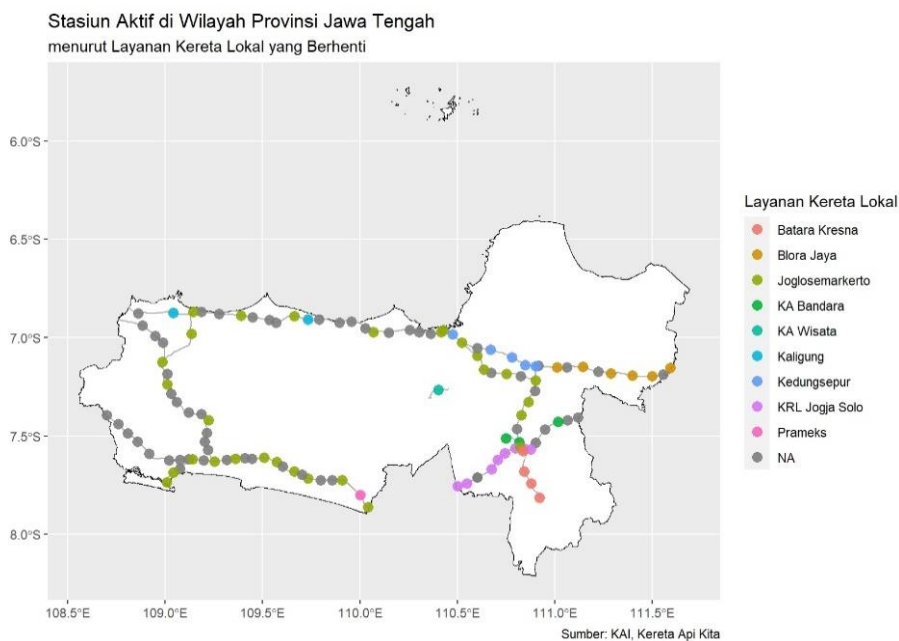 Stasiun Aktif di Wilayah Provinsi Jawa Tengah
menurut Layanan Kereta Lokal yang Berhenti
6.0°S
6.5°S
7.0°S
7.5°S
8.0°S
108.5°E 109.0°E 109.5°E 110.0°E 110.5°E 111.0°E 111.5°E
Layanan Kereta Lokal
Batara Kresna
Blora Jaya
Joglosemarkerto
KA Bandara
KA Wisata
Kaligung
Kedungsepur
KRL Jogja Solo
Prameks
NA
Sumber: KAI, Kereta Api Kita